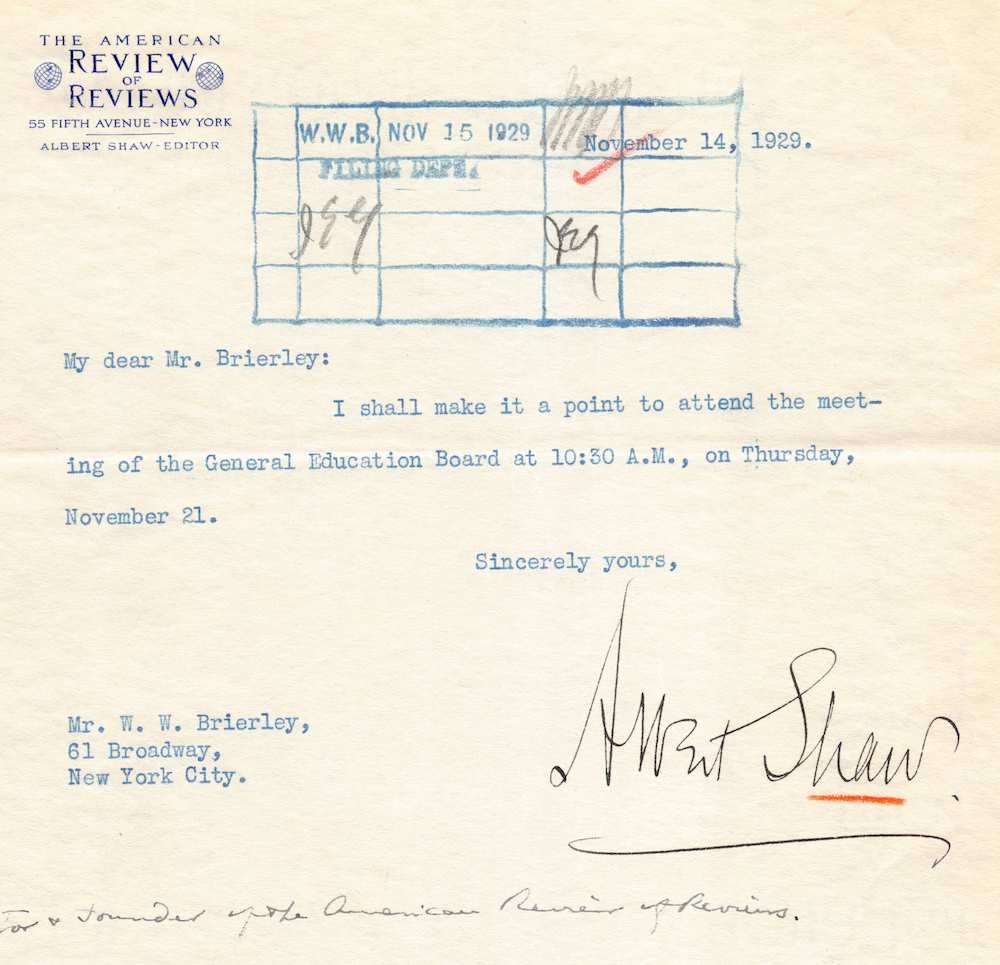 THE AMERICAN
REVIEW
OF
REVIEWS
55 FIFTH AVENUE-NEW YORK
ALBERT SHAW-EDITOR
W.W.B. NOV 15 1929
FILING DEPT.
November 14, 1929.
My dear Mr. Brierley:
I shall make it a point to attend the meet-
ing of the General Education Board at 10:30 A.M., on Thursday,
November 21.
Sincerely yours,
Albert Shaw.
Mr. W. W. Brierley,
61 Broadway,
New York City.
tor & Founder of the American Review of Reviews.